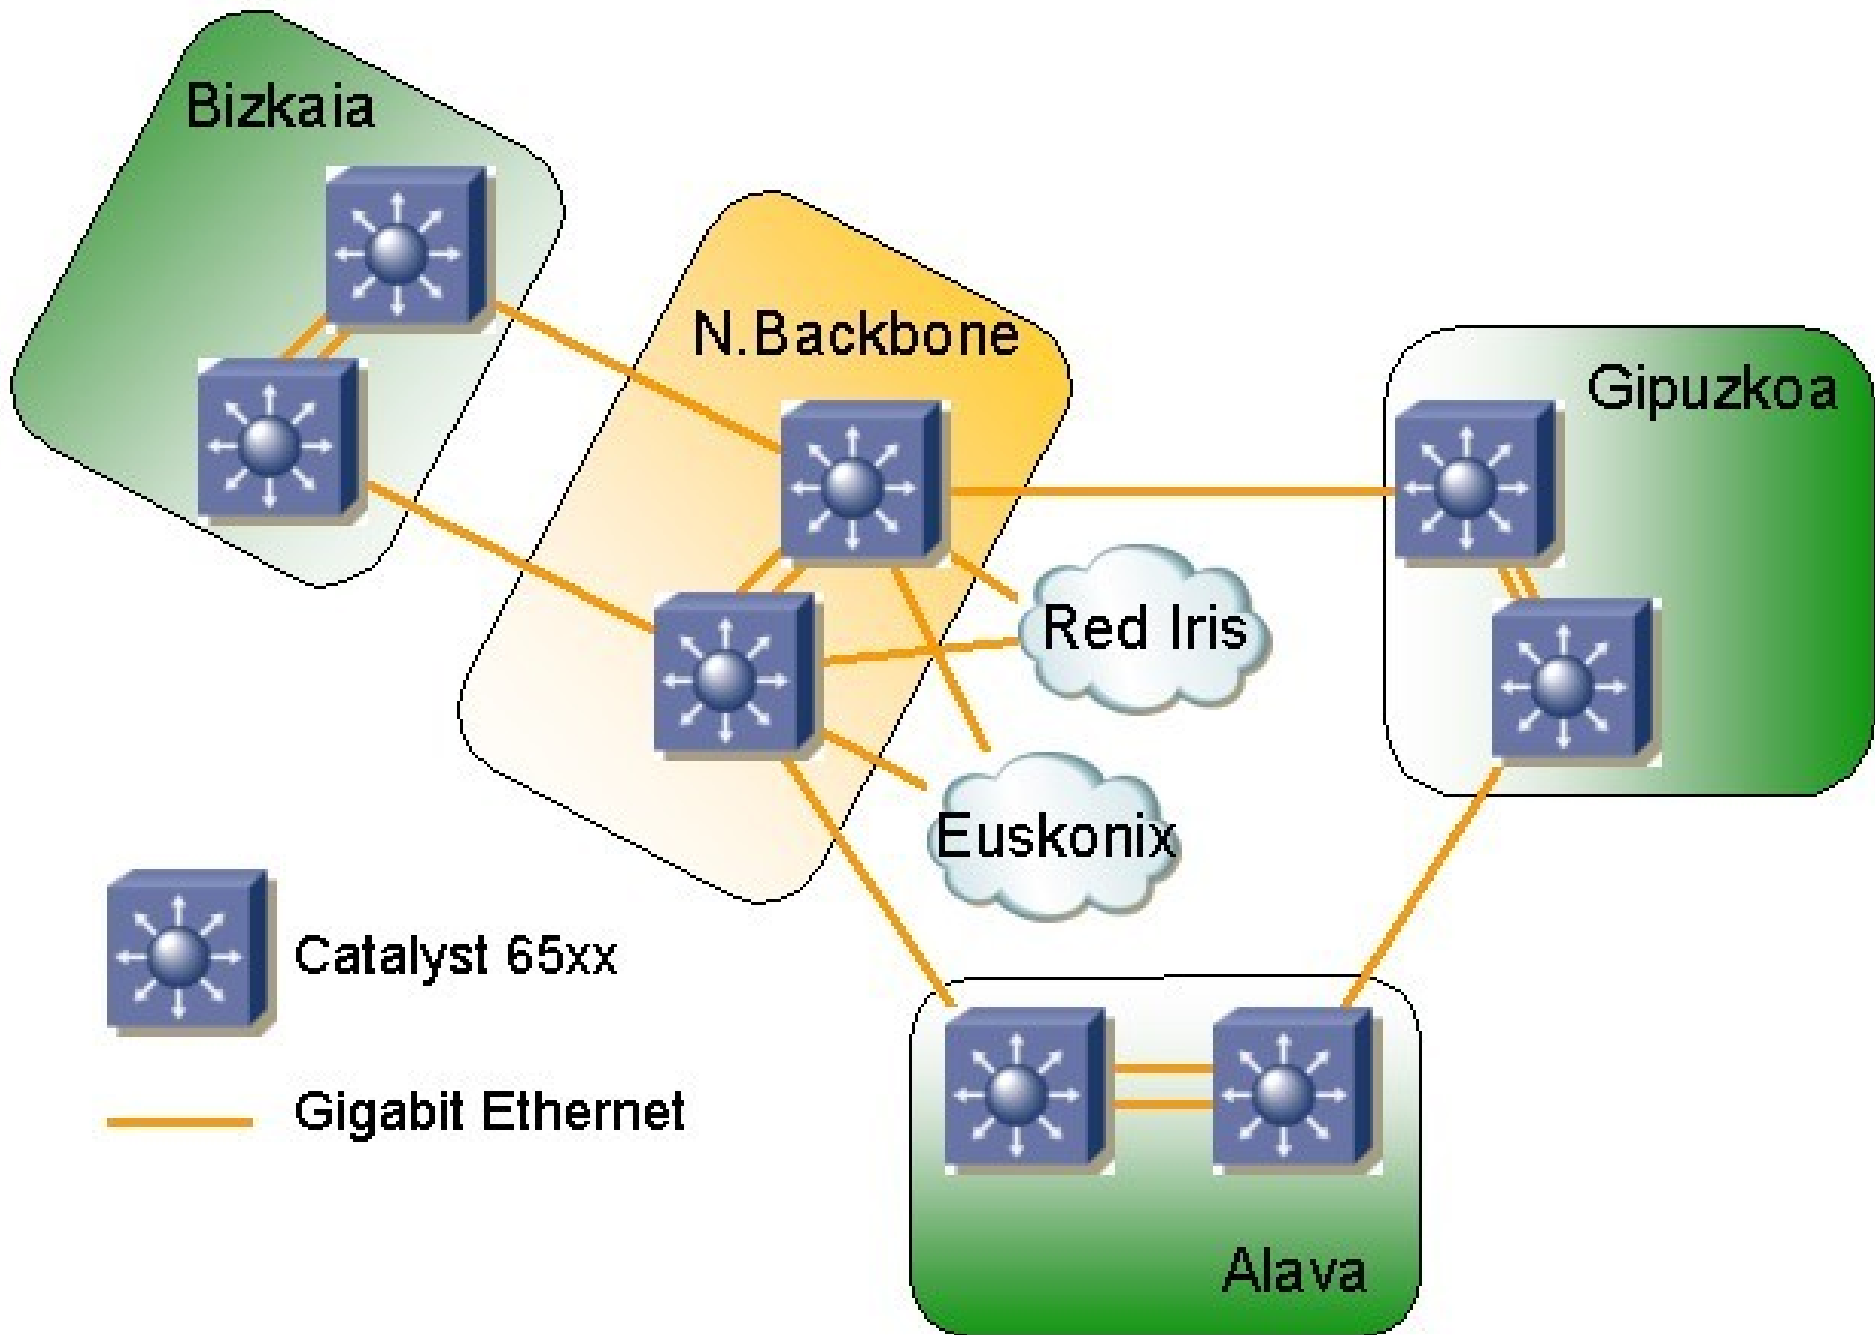 Bizkaia
N.Backbone
Gipuzkoa
Red Iris
Euskonix
Catalyst 65xx
Gigabit Ethernet
Alava